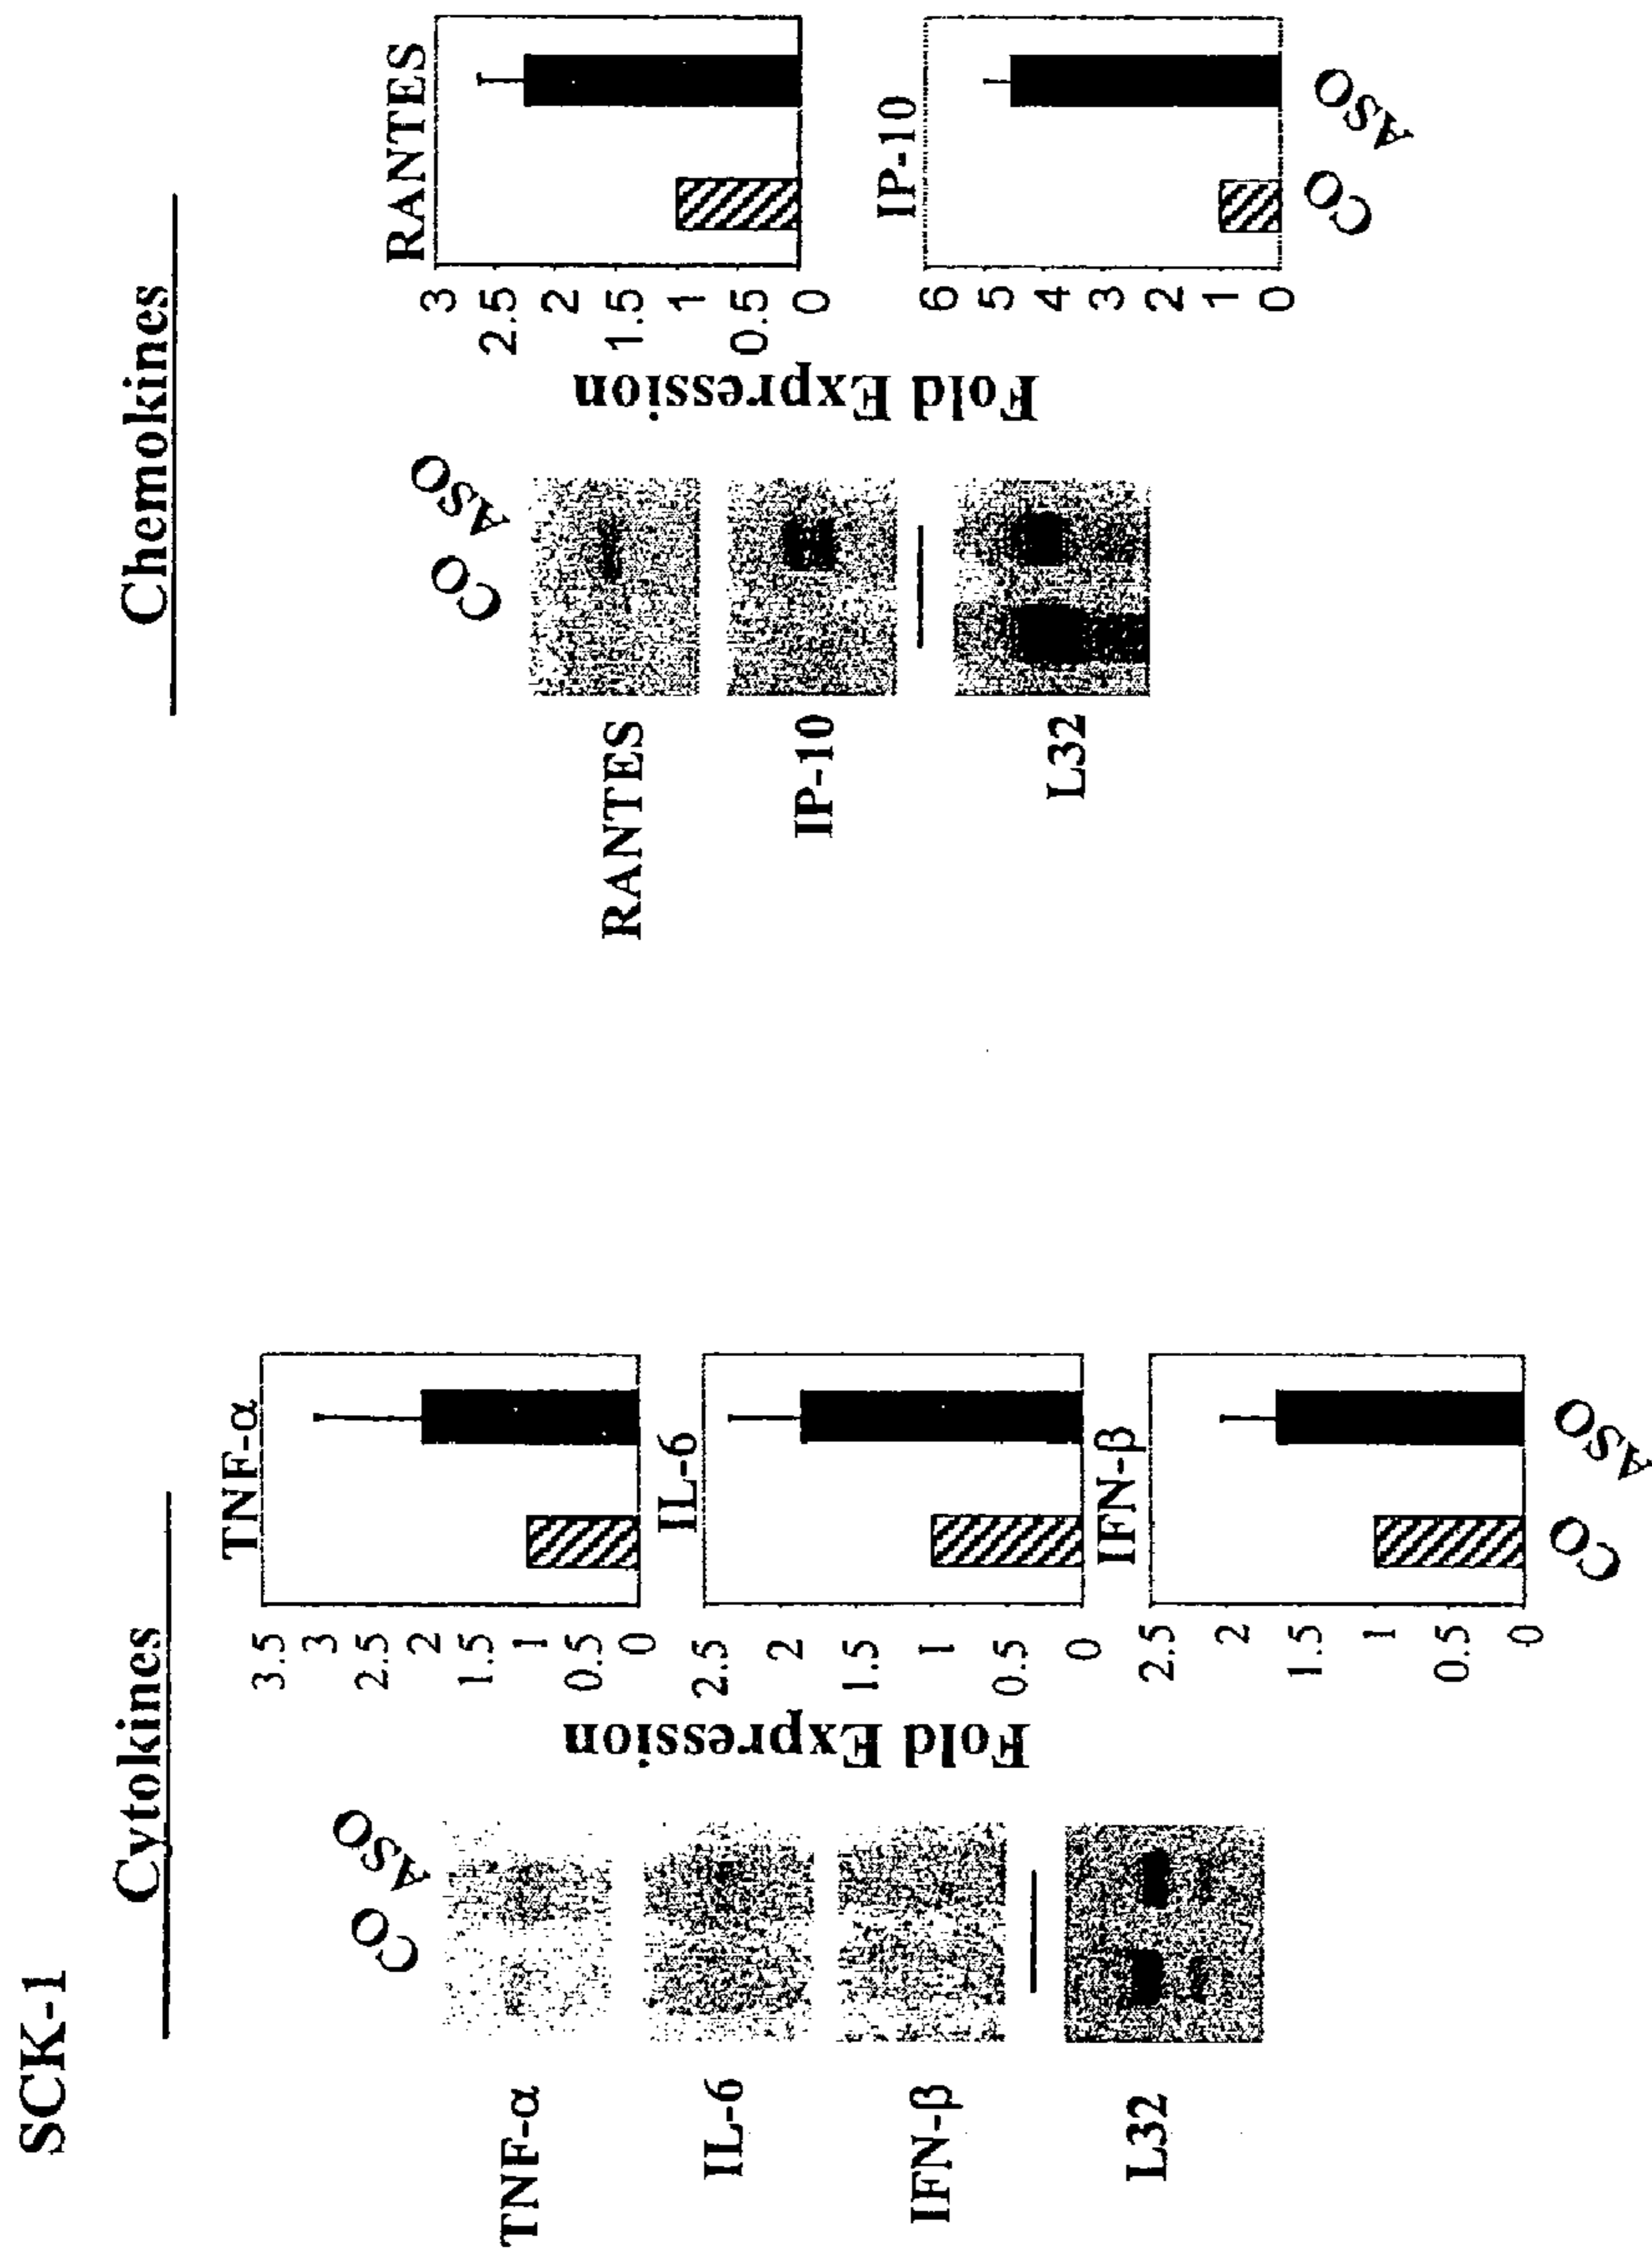 SCK-1
Cytokines
CO ASO
TNF-α
IL-6
IFN-β
L32
Fold Expression
TNF-α
3.5
3
2.5
2
1.5
1
0.5
0
IL-6
2.5
2
1.5
1
0.5
0
IFN-β
2.5
2
1.5
1
0.5
0
CO ASO
Chemokines
CO ASO
RANTES
IP-10
L32
Fold Expression
RANTES
3
2.5
2
1.5
1
0.5
0
IP-10
6
5
4
3
2
1
0
CO ASO